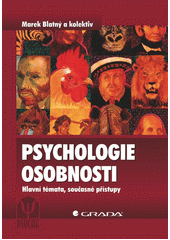 Marek Blatný a kolektiv
PSYCHOLOGIE
OSOBNOSTI
Hlavní témata, současné přístupy
GRADA